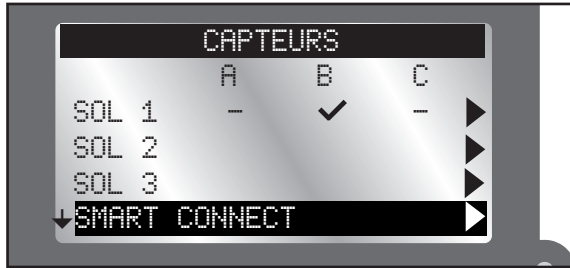 CAPTEURS
A B C
SOL 1 – ✓ –
SOL 2
SOL 3
SMART CONNECT